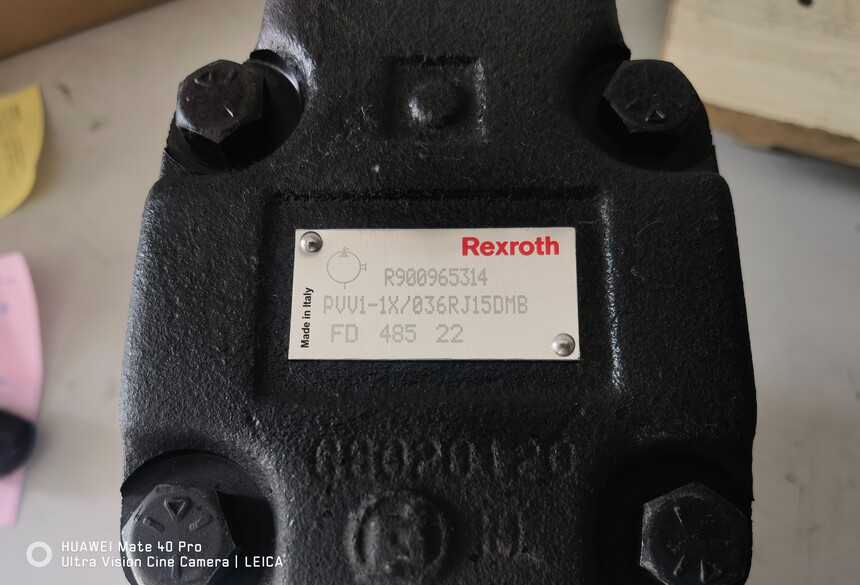 Rexroth
R900965314
PVV1-1X/036RJ15DMB
FD 485 22
Made in Italy
HUAWEI Mate 40 Pro
Ultra Vision Cine Camera | LEICA